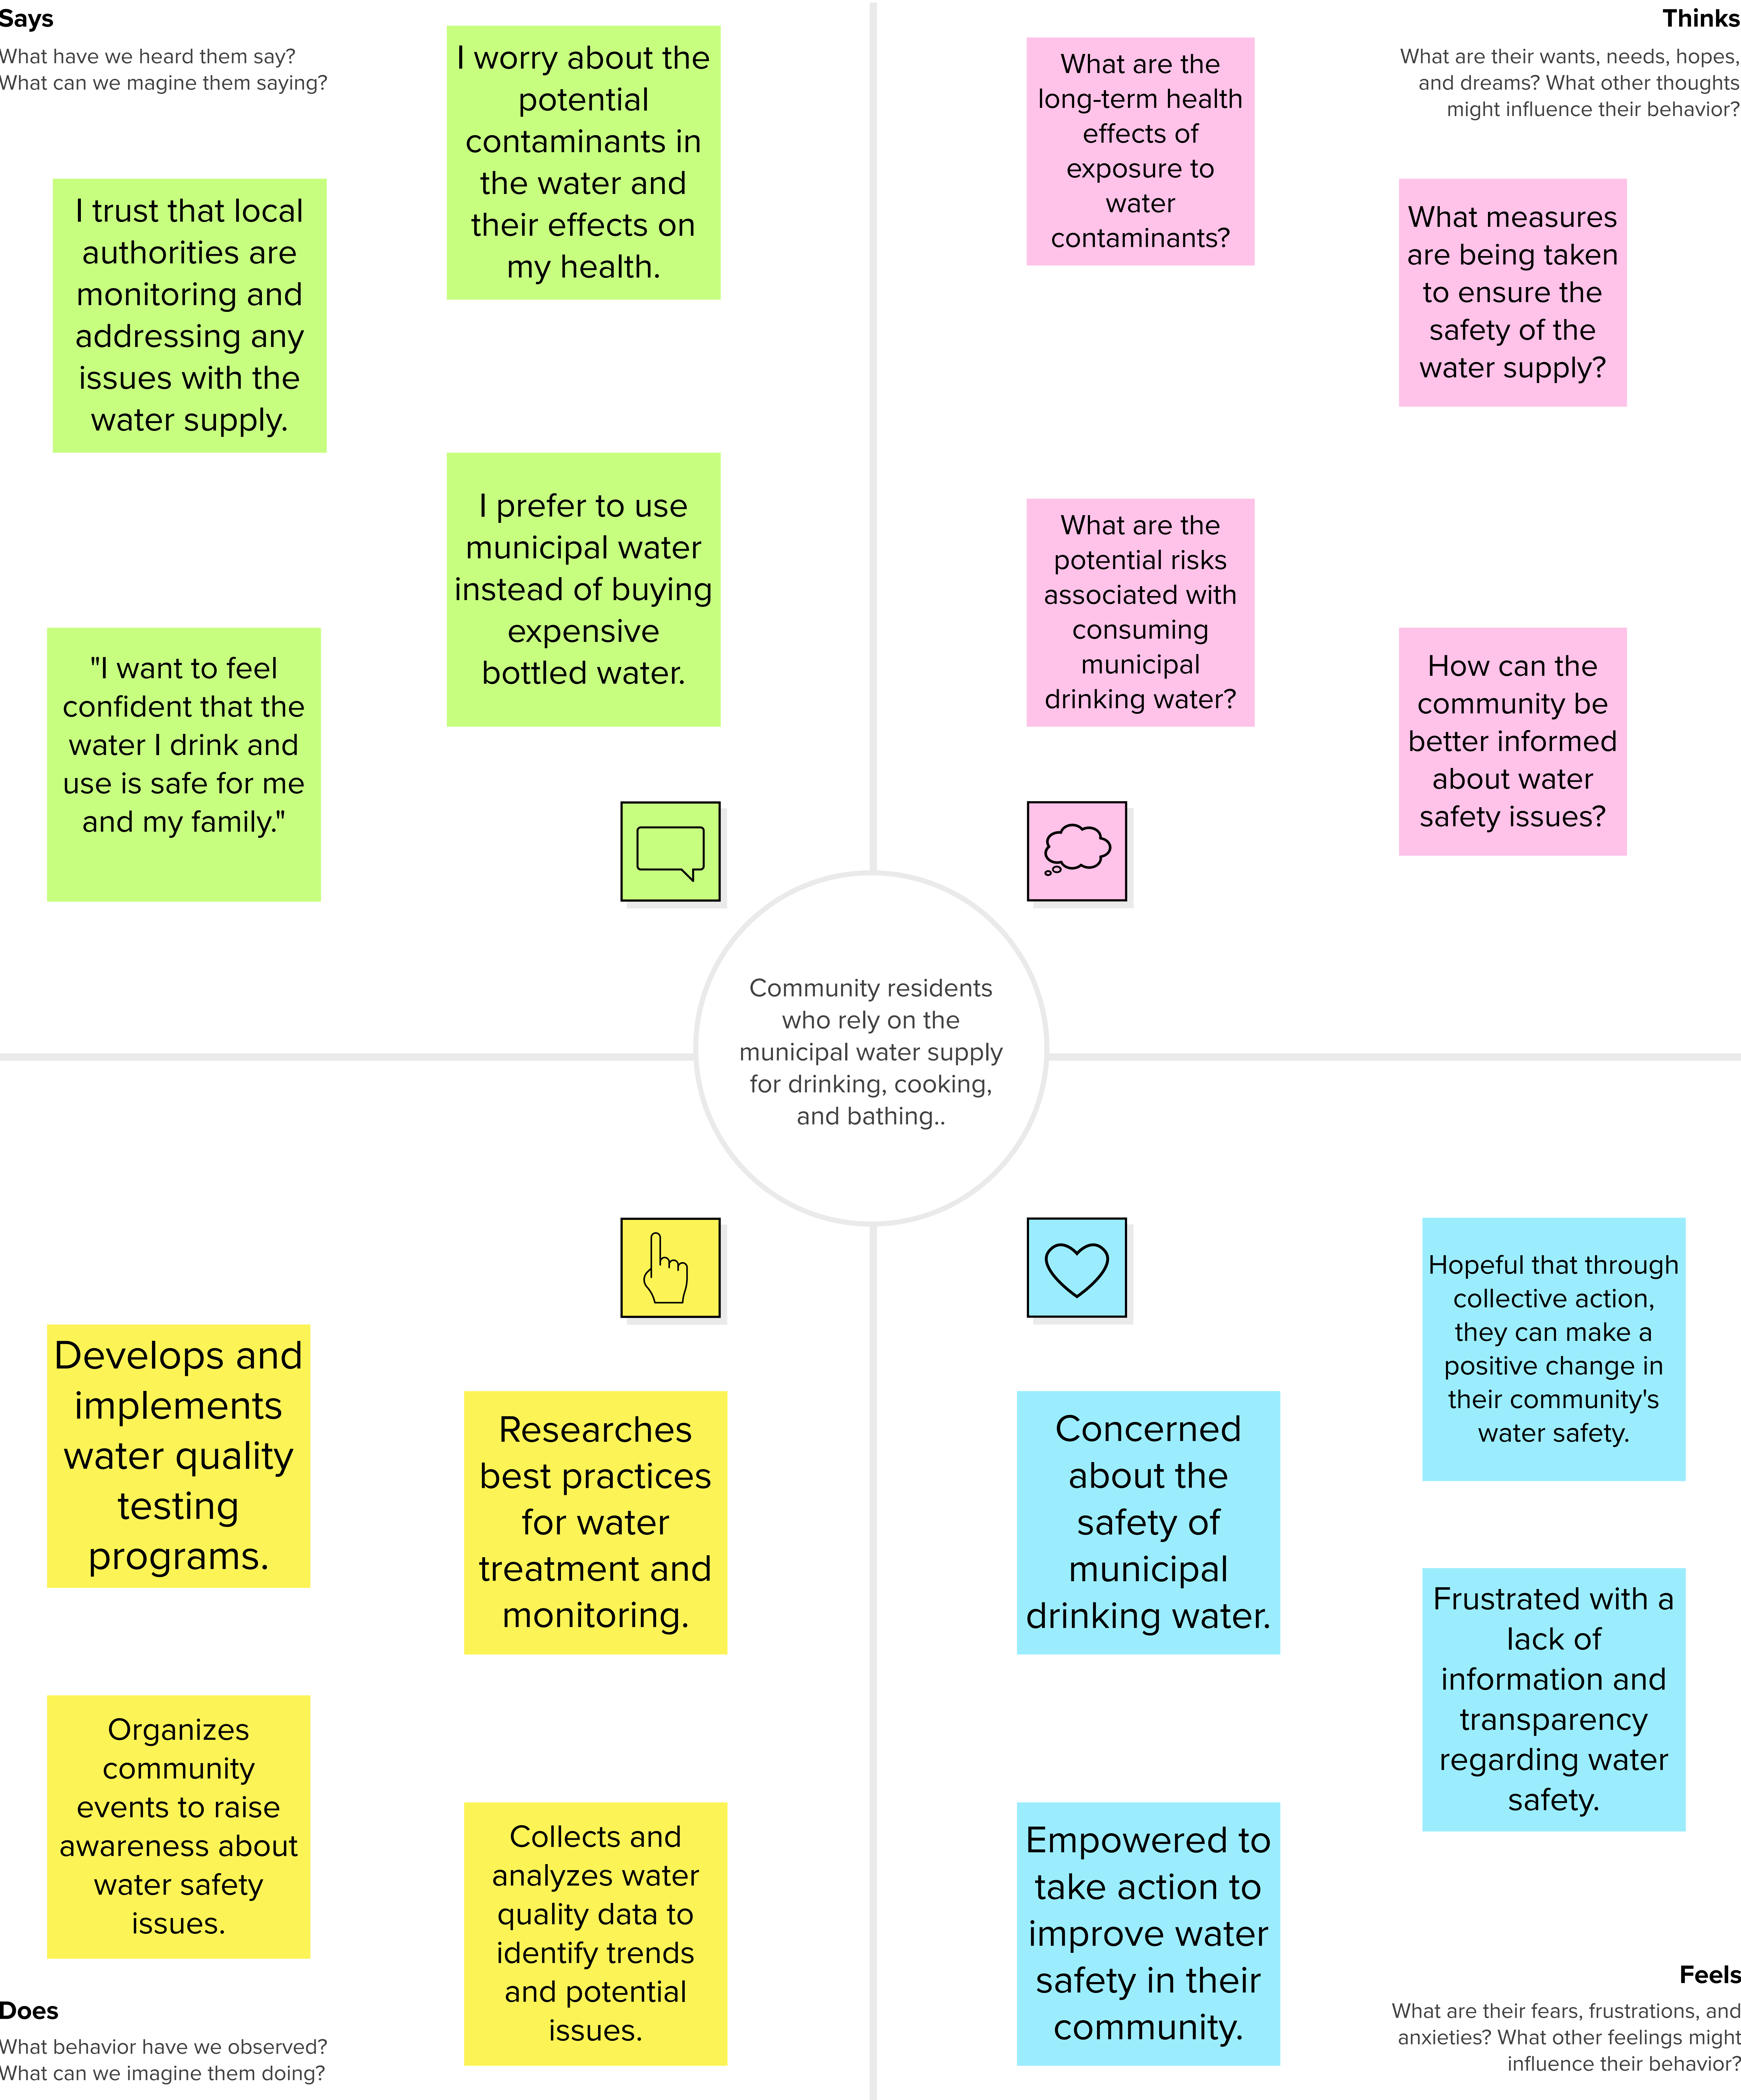 Says
What have we heard them say?
What can we magine them saying?
I worry about the
potential
contaminants in
the water and
their effects on
my health.
I trust that local
authorities are
monitoring and
addressing any
issues with the
water supply.
I prefer to use
municipal water
instead of buying
expensive
bottled water.
"I want to feel
confident that the
water I drink and
use is safe for me
and my family."
Thinks
What are their wants, needs, hopes,
and dreams? What other thoughts
might influence their behavior?
What are the
long-term health
effects of
exposure to
water
contaminants?
What measures
are being taken
to ensure the
safety of the
water supply?
What are the
potential risks
associated with
consuming
municipal
drinking water?
How can the
community be
better informed
about water
safety issues?
Community residents
who rely on the
municipal water supply
for drinking, cooking,
and bathing..
Develops and
implements
water quality
testing
programs.
Researches
best practices
for water
treatment and
monitoring.
Organizes
community
events to raise
awareness about
water safety
issues.
Collects and
analyzes water
quality data to
identify trends
and potential
issues.
Does
What behavior have we observed?
What can we imagine them doing?
Hopeful that through
collective action,
they can make a
positive change in
their community's
water safety.
Concerned
about the
safety of
municipal
drinking water.
Frustrated with a
lack of
information and
transparency
regarding water
safety.
Empowered to
take action to
improve water
safety in their
community.
Feels
What are their fears, frustrations, and
anxieties? What other feelings might
influence their behavior?